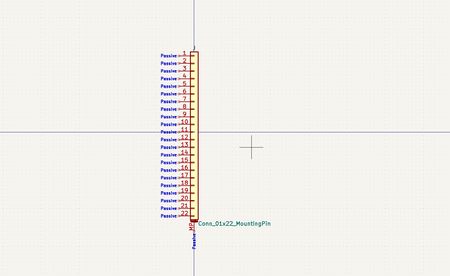 J
Passive 1
Passive 2
Passive 3
Passive 4
Passive 5
Passive 6
Passive 7
Passive 8
Passive 9
Passive 10
Passive 11
Passive 12
Passive 13
Passive 14
Passive 15
Passive 16
Passive 17
Passive 18
Passive 19
Passive 20
Passive 21
Passive 22
MP
Conn_01x22_MountingPin
Passive